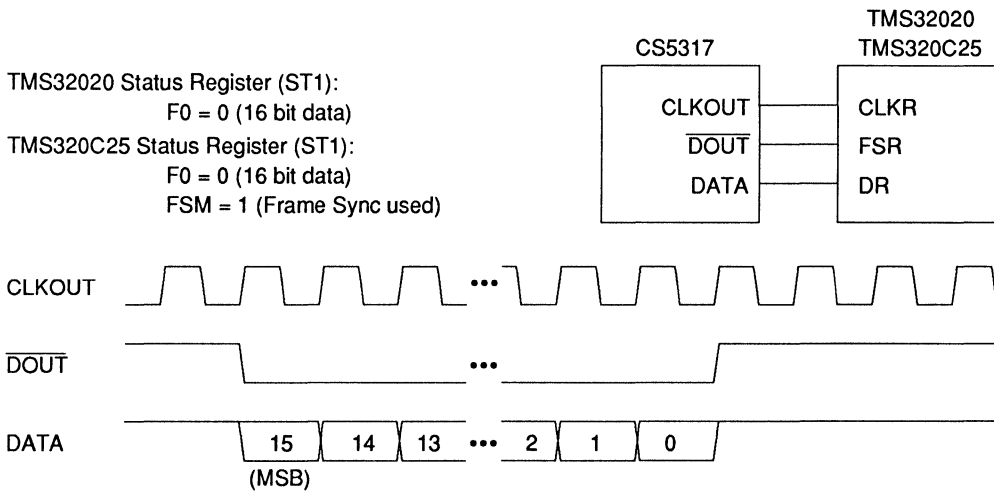 TMS32020 Status Register (ST1):
F0 = 0 (16 bit data)
TMS320C25 Status Register (ST1):
F0 = 0 (16 bit data)
FSM = 1 (Frame Sync used)
CS5317
TMS32020
TMS320C25
CLKOUT CLKR
DOUT FSR
DATA DR
CLKOUT •••
DOUT •••
DATA 15 14 13 ••• 2 1 0
(MSB)